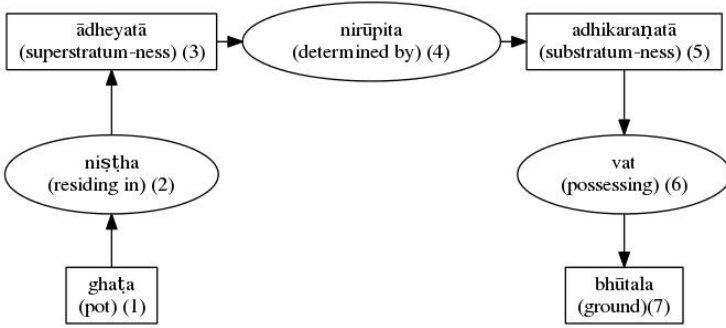 ādheyatā
(superstratum-ness) (3)
nirūpita
(determined by) (4)
adhikaraṇatā
(substratum-ness) (5)
niṣṭha
(residing in) (2)
vat
(possessing) (6)
ghaṭa
(pot) (1)
bhūtala
(ground)(7)